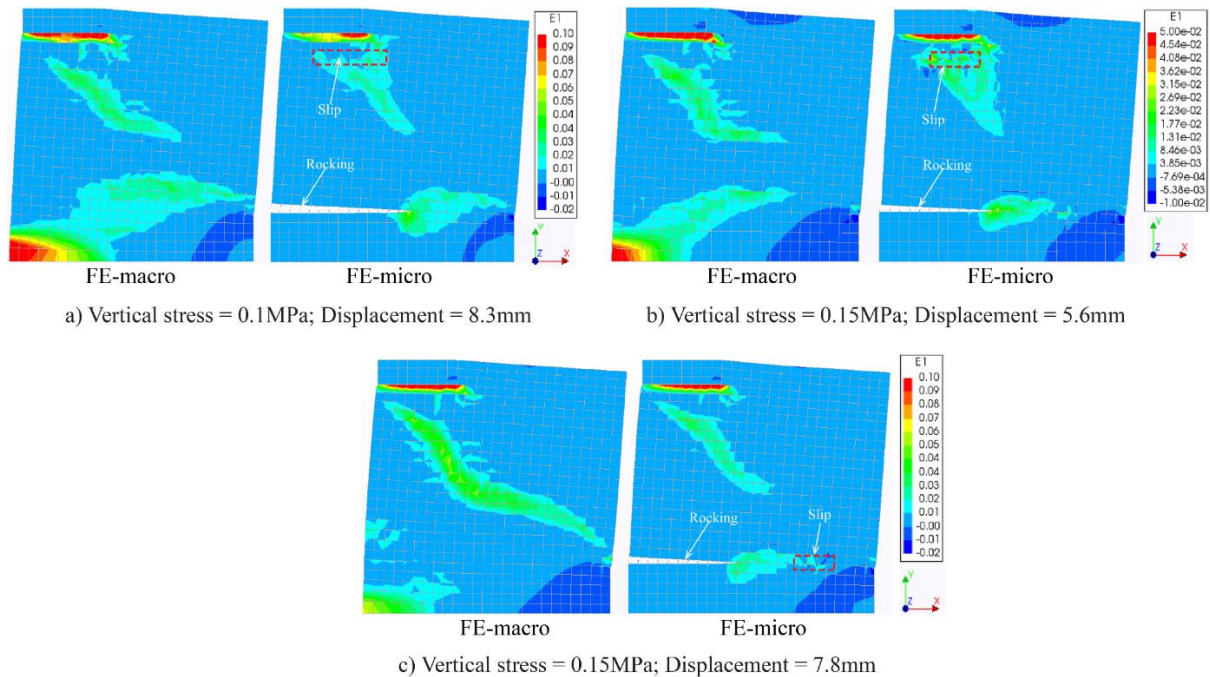 E1
0.10
0.09
0.08
0.07
0.06
0.05
0.04
0.03
0.02
0.01
-0.00
-0.01
-0.02
Slip
Rocking
Y
Z
X
FE-macro
FE-micro
a) Vertical stress = 0.1MPa; Displacement = 8.3mm
E1
5.00e-02
4.54e-02
4.08e-02
3.62e-02
3.15e-02
2.69e-02
2.23e-02
1.77e-02
1.31e-02
8.46e-03
3.85e-03
-7.69e-04
-5.38e-03
-1.00e-02
Slip
Rocking
Y
Z
X
FE-macro
FE-micro
b) Vertical stress = 0.15MPa; Displacement = 5.6mm
E1
0.10
0.09
0.08
0.07
0.06
0.05
0.04
0.03
0.02
0.01
-0.00
-0.01
-0.02
Rocking
Slip
Y
Z
X
FE-macro
FE-micro
c) Vertical stress = 0.15MPa; Displacement = 7.8mm